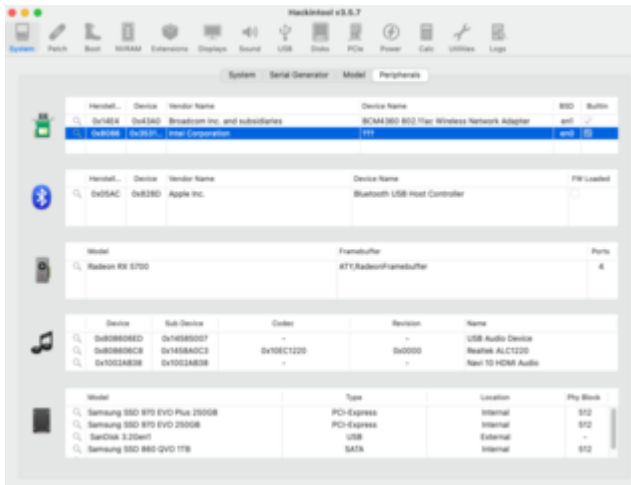 Hackintool v3.5.7
System Patch Boot NVRAM Extensions Displays Sound USB Disks PCIe Power Calc Utilities Logs
System Serial Generator Model Peripherals
Herstell... Device Vendor Name Device Name BSD Builtin
0x14E4 0x43A0 Broadcom Inc. and subsidiaries BCM4360 802.11ac Wireless Network Adapter en1
0x8086 Intel Corporation ??? en0
Herstell... Device Vendor Name Device Name FW Loaded
0x05AC 0x828D Apple Inc. Bluetooth USB Host Controller
Model Framebuffer Ports
Radeon RX 5700 ATY,RadeonFramebuffer 4
Device Sub Device Codec Revision Name
0x808606ED 0x14585007 - - USB Audio Device
0x808606C8 0x1458A0C3 0x10EC1220 0x0000 Realtek ALC1220
0x1002AB38 0x1002AB38 - - Navi 10 HDMI Audio
Model Type Location Phy Block
Samsung SSD 970 EVO Plus 250GB PCI-Express Internal 512
Samsung SSD 970 EVO 250GB PCI-Express Internal 512
SanDisk 3.2Gen1 USB External -
Samsung SSD 860 QVO 1TB SATA Internal 512